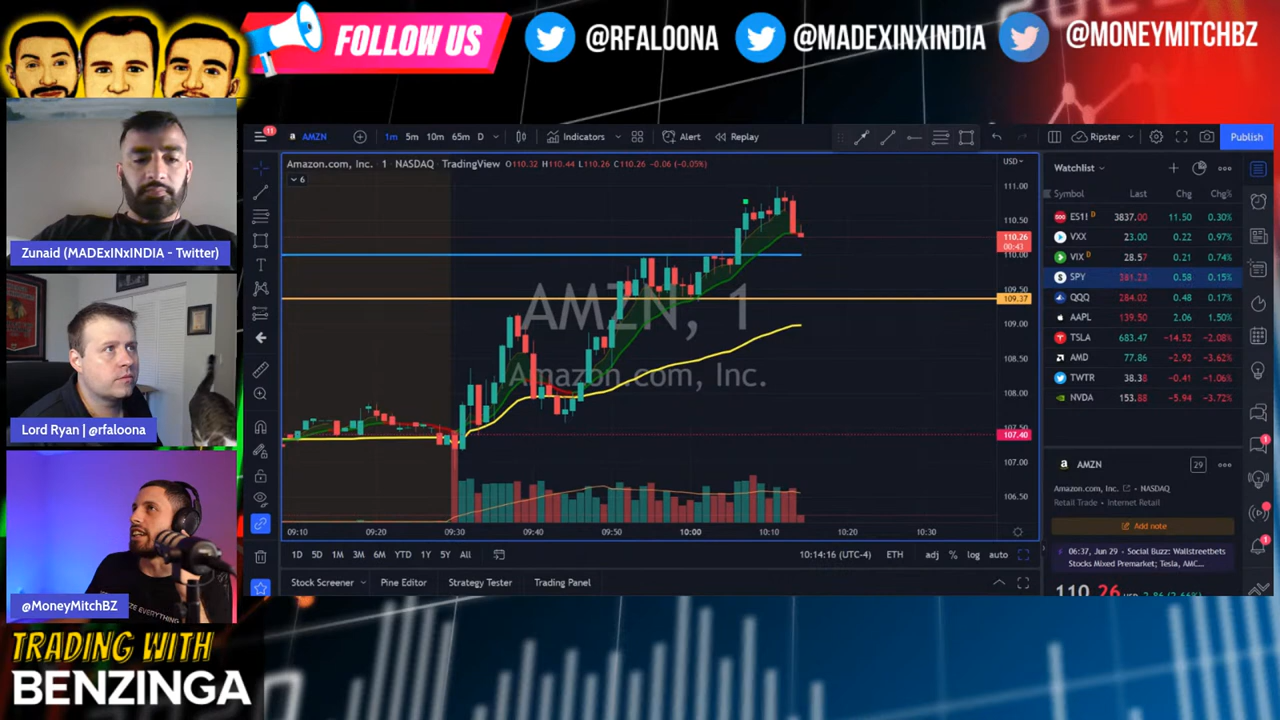 FOLLOW US
@RFALOONA
@MADEXINXINDIA
@MONEYMITCHBZ
Zunaid (MADExINxINDIA - Twitter)
Lord Ryan | @rfaloona
@MoneyMitchBZ
TRADING WITH
BENZINGA
11
AMZN
1m 5m 10m 65m D
Indicators
Alert
Replay
Ripster
Publish
Amazon.com, Inc. · 1 · NASDAQ · TradingView O110.32 H110.44 L110.26 C110.26 -0.06 (-0.05%)
6
USD
111.00
110.50
110.26
00:43
110.00
109.50
109.37
109.00
108.50
108.00
107.50
107.40
107.00
106.50
AMZN, 1
Amazon.com, Inc.
09:10 09:20 09:30 09:40 09:50 10:00 10:10 10:20 10:30
1D 5D 1M 3M 6M YTD 1Y 5Y All
10:14:16 (UTC-4) ETH adj % log auto
Stock Screener
Pine Editor
Strategy Tester
Trading Panel
Watchlist
Symbol Last Chg Chg%
ES1! D 3837.00 11.50 0.30%
VXX 23.00 0.22 0.97%
VIX D 28.57 0.21 0.74%
SPY 381.23 0.58 0.15%
QQQ 284.02 0.48 0.17%
AAPL 139.50 2.06 1.50%
TSLA 683.47 -14.52 -2.08%
AMD 77.86 -2.92 -3.62%
TWTR 38.38 -0.41 -1.06%
NVDA 153.88 -5.94 -3.72%
AMZN
29
Amazon.com, Inc. · NASDAQ
Retail Trade · Internet Retail
Add note
06:37, Jun 29 · Social Buzz: Wallstreetbets
Stocks Mixed Premarket; Tesla, AMC...
110.26
1
1